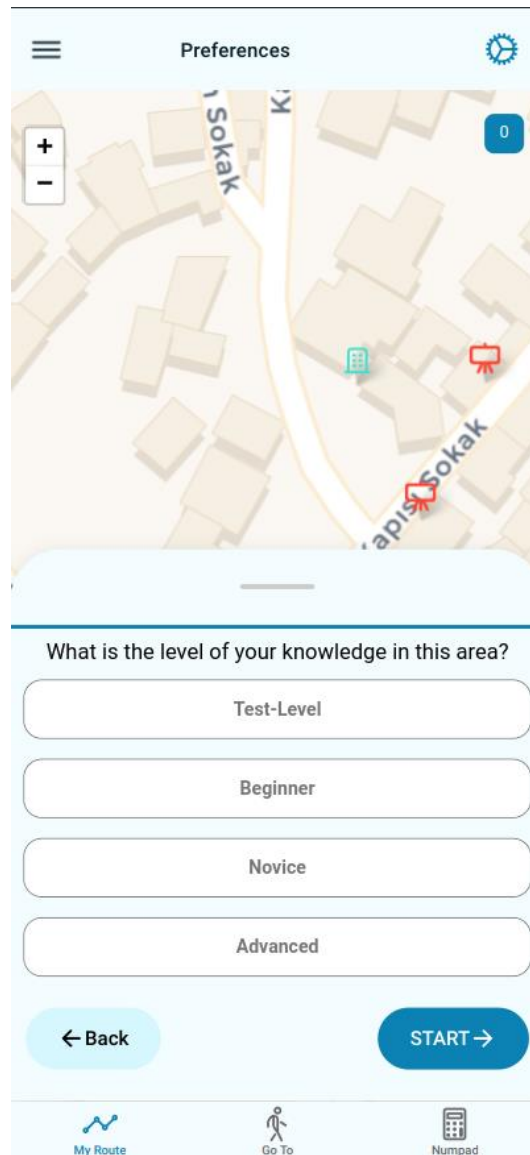 Preferences
+
0
−
Sokak
Sokak
What is the level of your knowledge in this area?
Test-Level
Beginner
Novice
Advanced
← Back
START →
My Route
Go To
Numpad